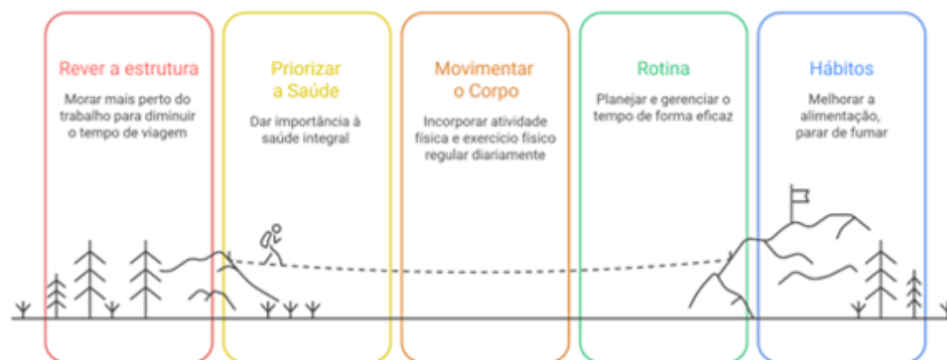 Rever a estrutura
Morar mais perto do
trabalho para diminuir
o tempo de viagem
Priorizar
a Saúde
Dar importância à
saúde integral
Movimentar
o Corpo
Incorporar atividade
física e exercício físico
regular diariamente
Rotina
Planejar e gerenciar o
tempo de forma eficaz
Hábitos
Melhorar a
alimentação,
parar de fumar